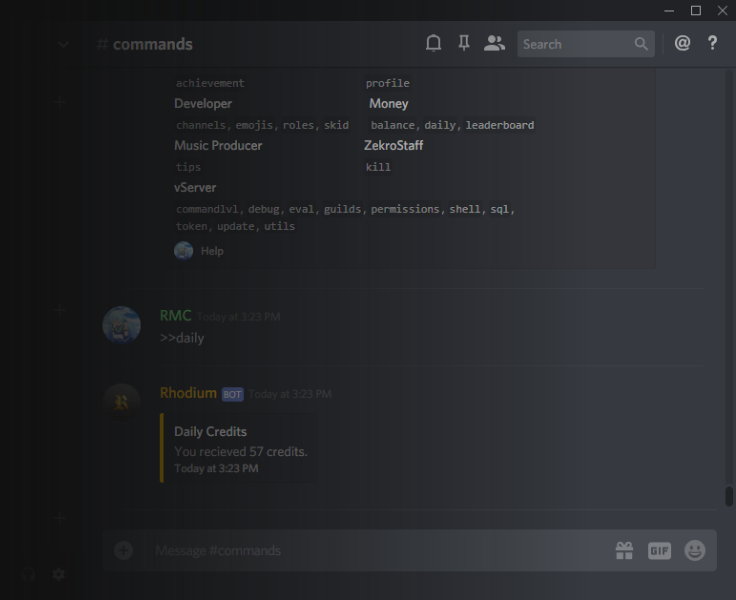 # commands
Search
@ ?
achievement profile
Developer Money
channels, emojis, roles, skid balance, daily, leaderboard
Music Producer ZekroStaff
tips kill
vServer
commandlvl, debug, eval, guilds, permissions, shell, sql,
token, update, utils
Help
RMC Today at 3:23 PM
>>daily
R
Rhodium BOT Today at 3:23 PM
Daily Credits
You recieved 57 credits.
Today at 3:23 PM
Message #commands
GIF